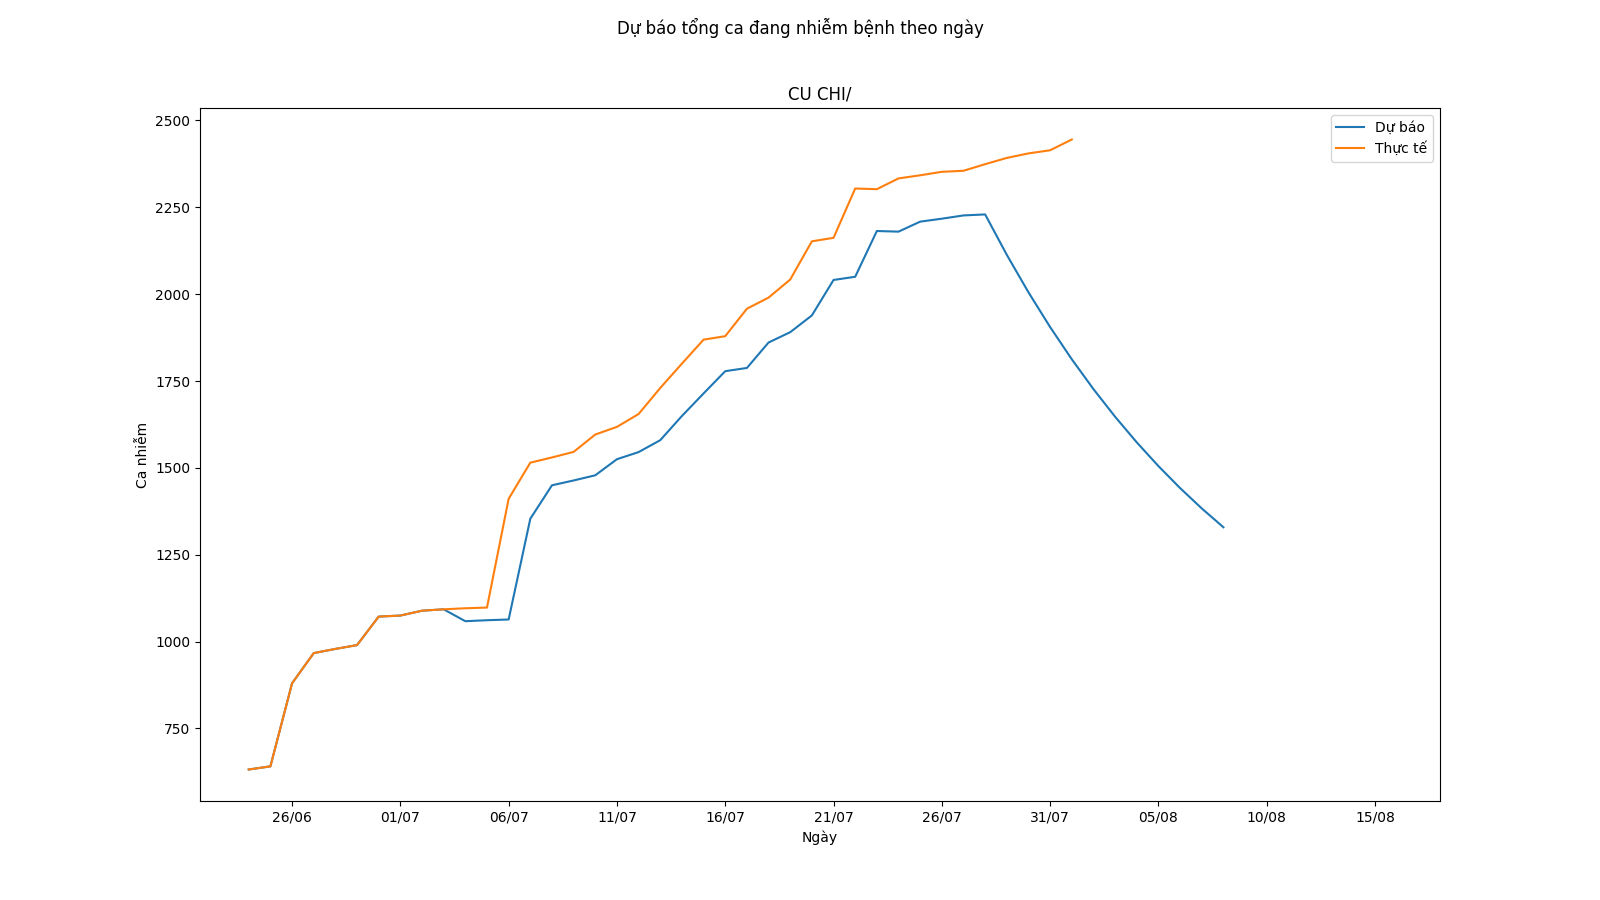 Dự báo tổng ca đang nhiễm bệnh theo ngày
CU CHI/
Dự báo
Thực tế
2500
2250
2000
1750
1500
1250
1000
750
Ca nhiễm
26/06 01/07 06/07 11/07 16/07 21/07 26/07 31/07 05/08 10/08 15/08
Ngày